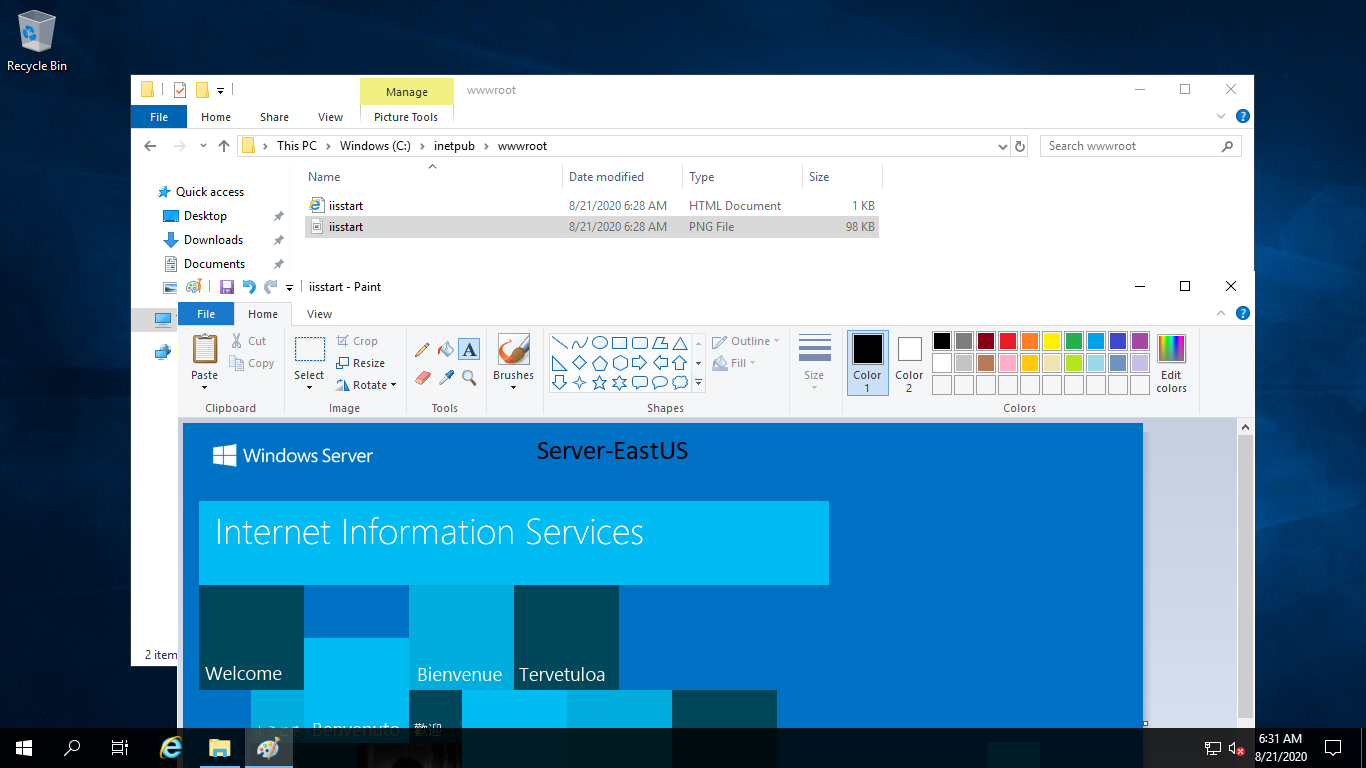 Recycle Bin
Manage
wwwroot
File
Home
Share
View
Picture Tools
This PC
Windows (C:)
inetpub
wwwroot
Search wwwroot
Name
Date modified
Type
Size
Quick access
Desktop
Downloads
Documents
iisstart
8/21/2020 6:28 AM
HTML Document
1 KB
iisstart
8/21/2020 6:28 AM
PNG File
98 KB
2 item
iisstart - Paint
File
Home
View
Paste
Cut
Copy
Clipboard
Select
Crop
Resize
Rotate
Image
A
Tools
Brushes
Outline
Fill
Shapes
Size
Color
1
Color
2
Edit
colors
Colors
Windows Server
Server-EastUS
Internet Information Services
Welcome
Bienvenue
Tervetuloa
ようこそ
Benvenuto
歡迎
6:31 AM
8/21/2020